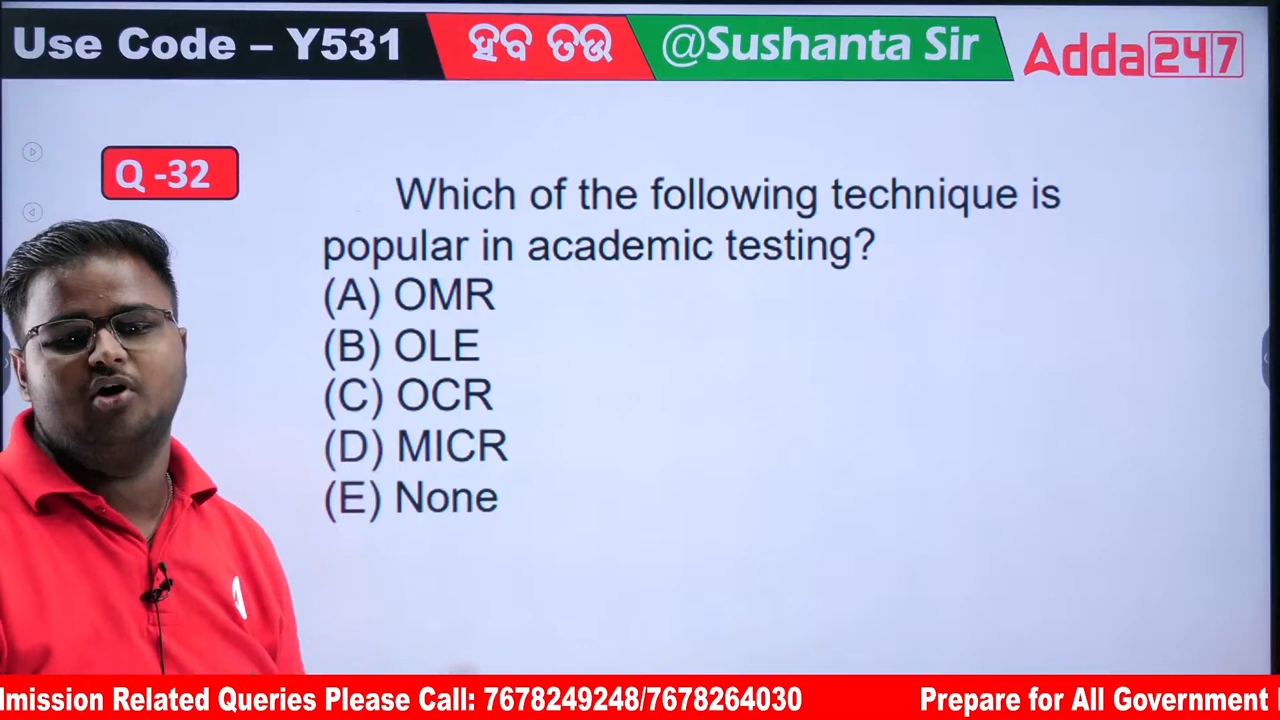 Use Code – Y531
ହବ ତଉ
@Sushanta Sir
Adda247
Q -32
Which of the following technique is
popular in academic testing?
(A) OMR
(B) OLE
(C) OCR
(D) MICR
(E) None
Admission Related Queries Please Call: 7678249248/7678264030 Prepare for All Government